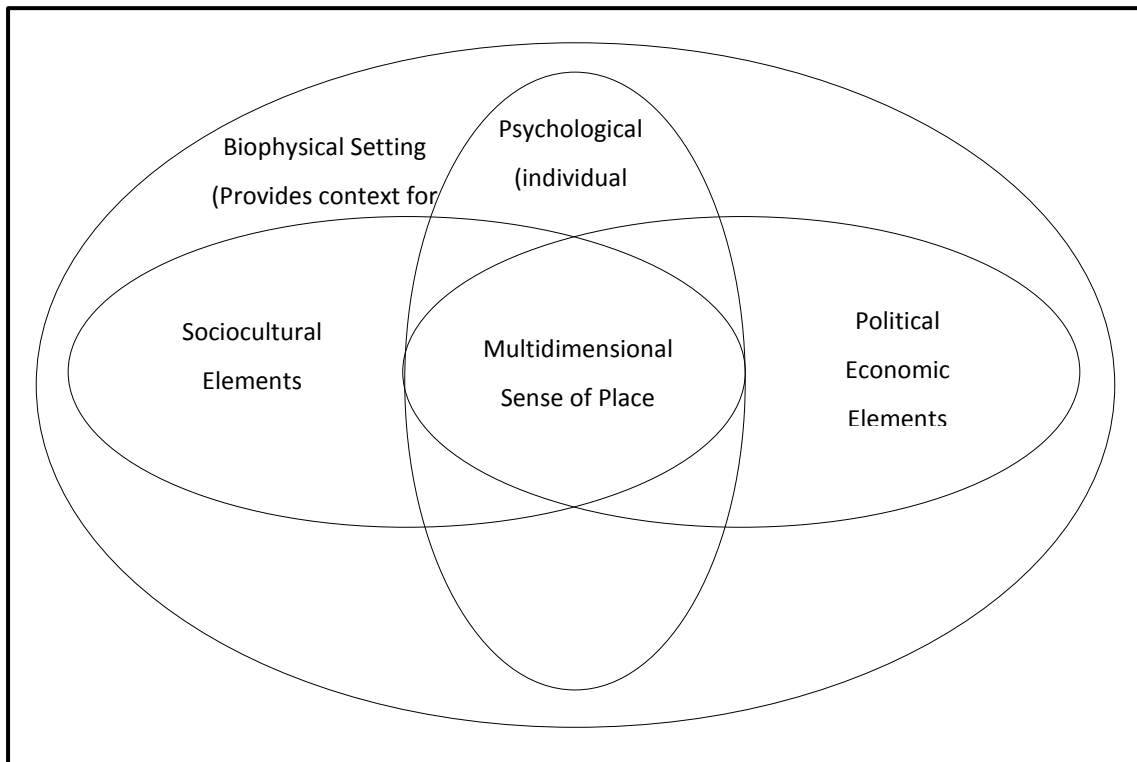 Biophysical Setting
(Provides context for
Psychological
(individual
Sociocultural
Elements
Multidimensional
Sense of Place
Political
Economic
Elements